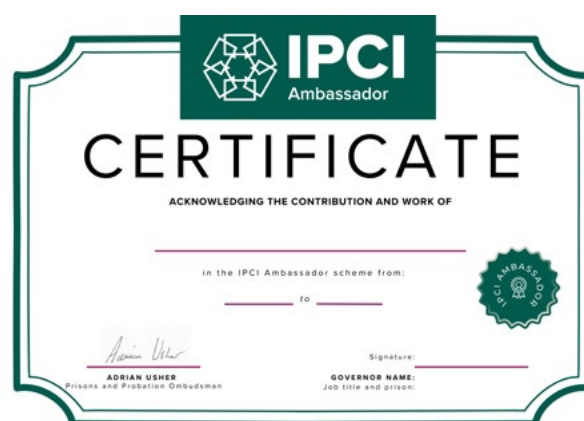 IPCI
Ambassador
CERTIFICATE
ACKNOWLEDGING THE CONTRIBUTION AND WORK OF
in the IPCI Ambassador scheme from:
to
IPCI AMBASSADOR
Adrian Usher
Signature:
ADRIAN USHER
Prisons and Probation Ombudsman
GOVERNOR NAME:
Job title and prison: